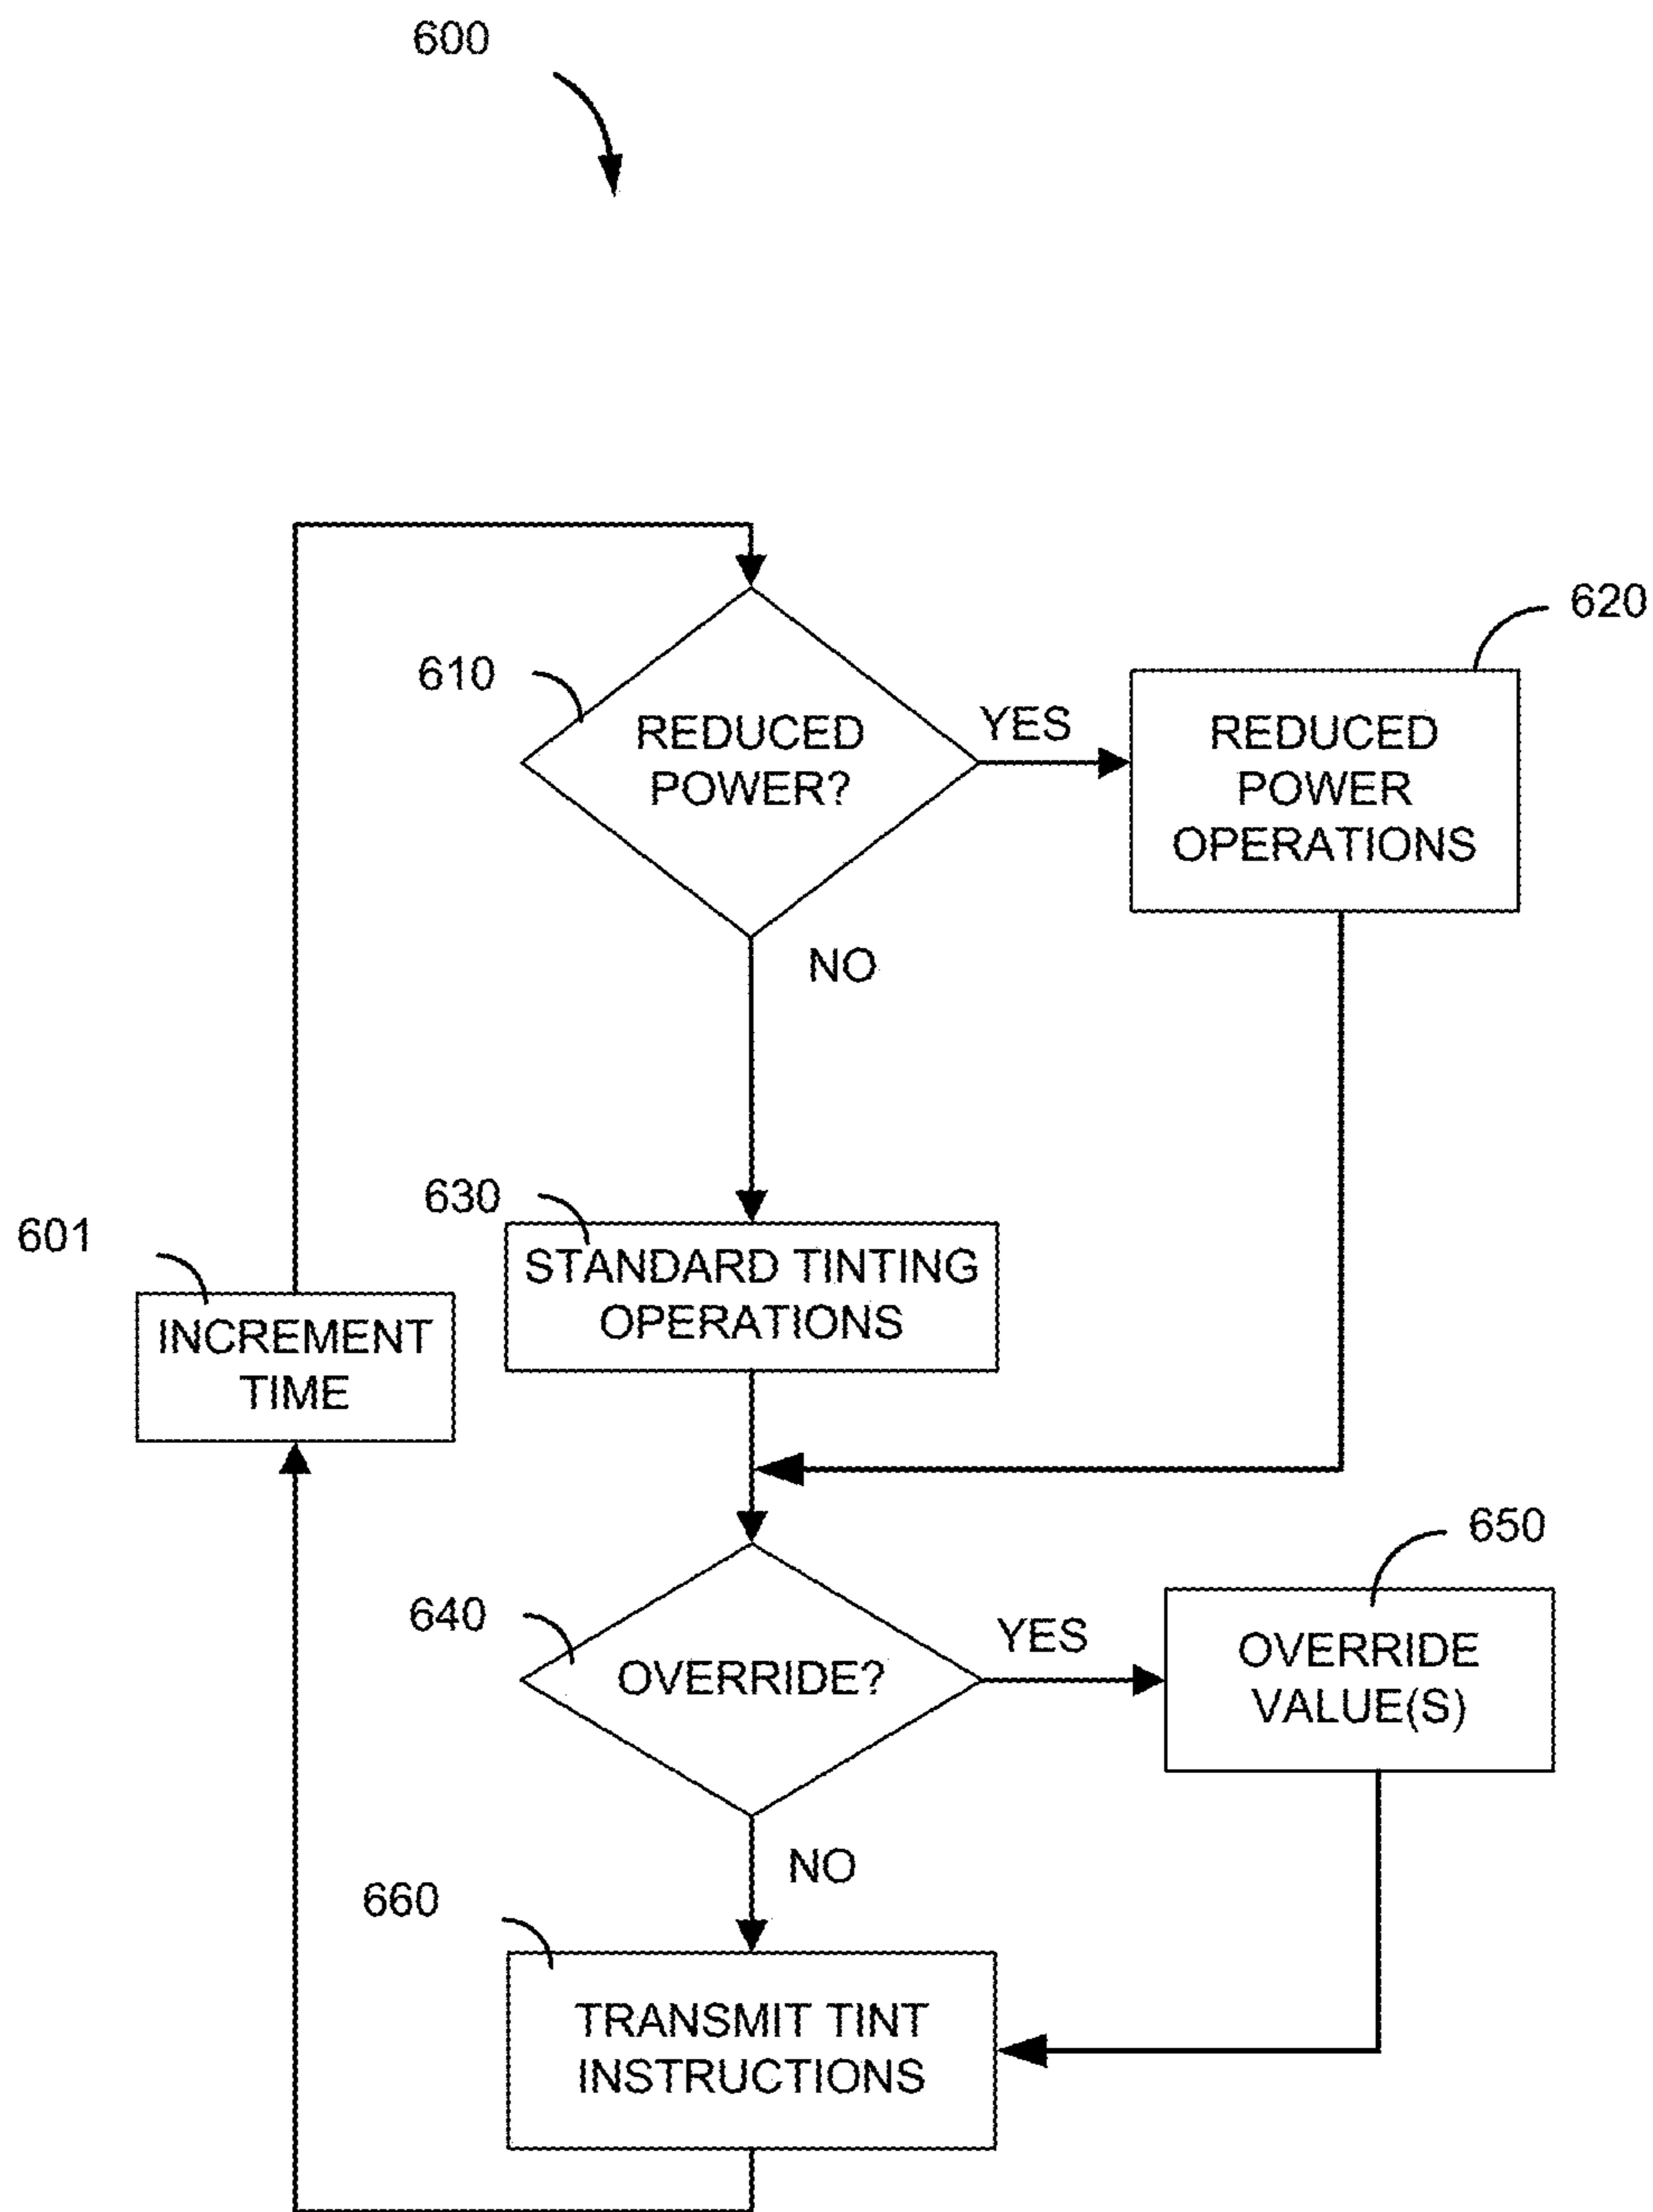 600
610
REDUCED
POWER?
YES
620
REDUCED
POWER
OPERATIONS
NO
630
STANDARD TINTING
OPERATIONS
601
INCREMENT
TIME
640
OVERRIDE?
YES
650
OVERRIDE
VALUE(S)
NO
660
TRANSMIT TINT
INSTRUCTIONS